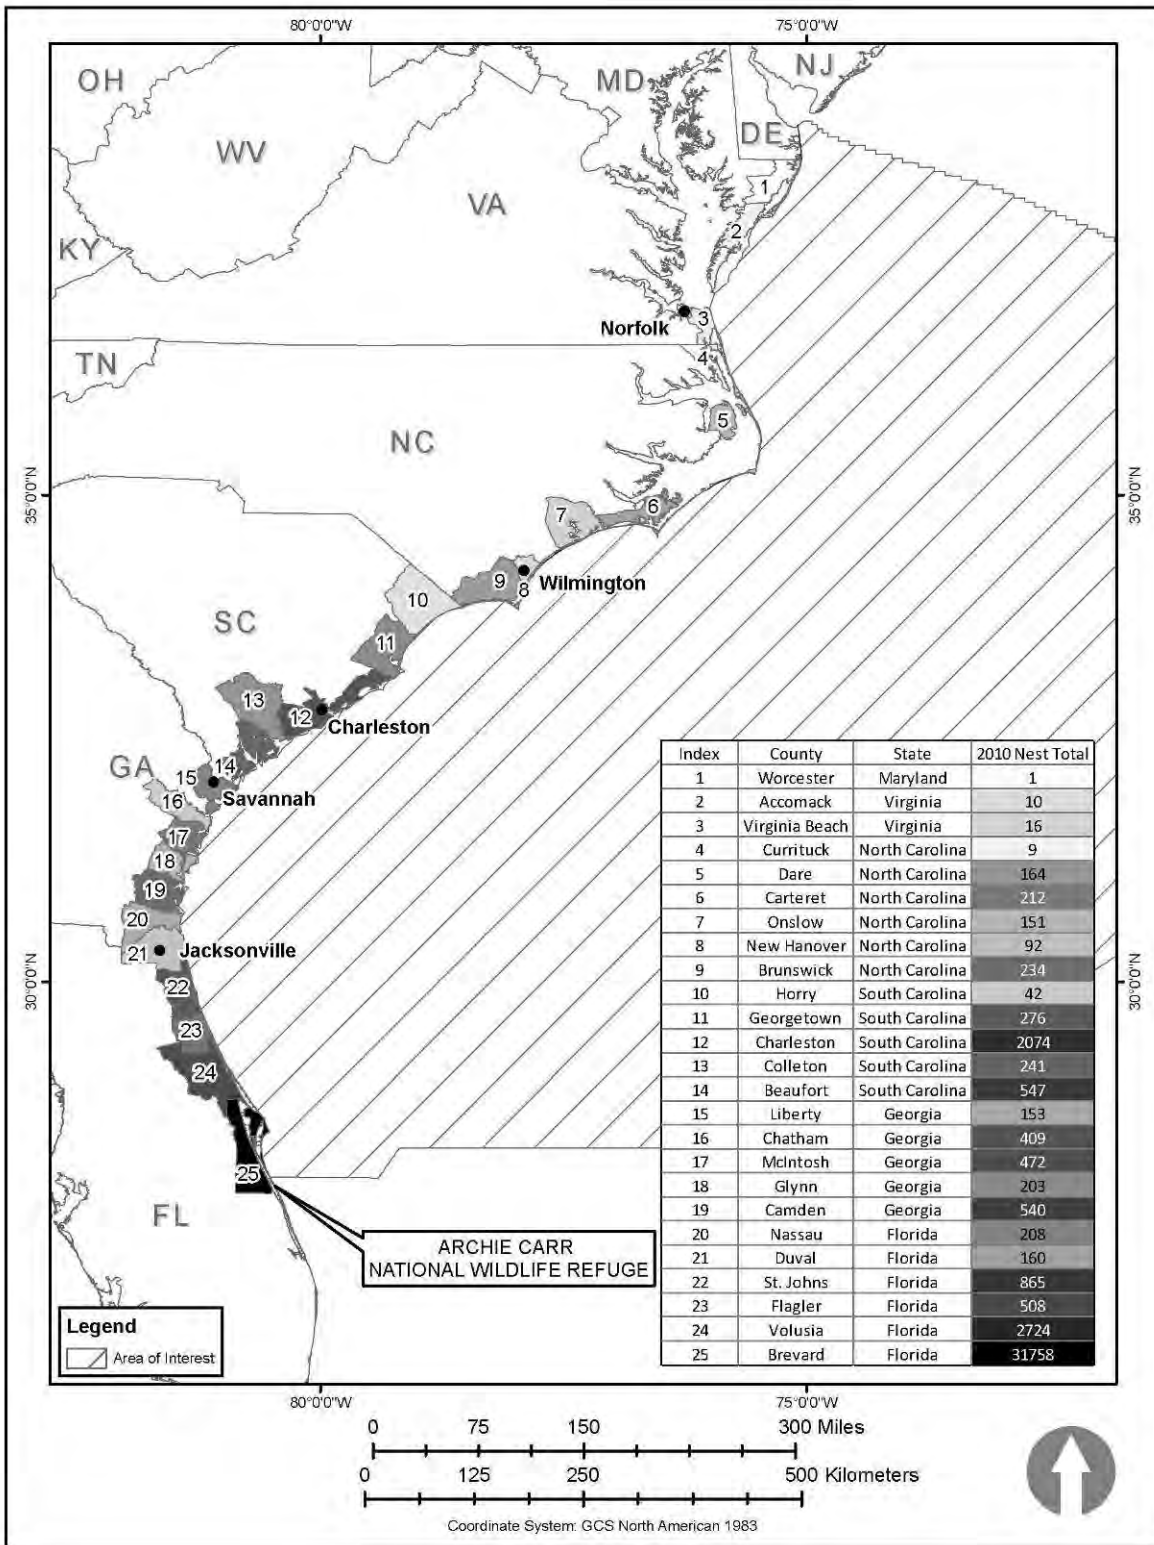 80°0'0"W 75°0'0"W
OH
MD
NJ
DE
WV
VA
KY
1
2
Norfolk
3
TN
4
NC
5
35°0'0"N 35°0'0"N
6
7
9
8
Wilmington
10
SC
11
13
12
Charleston
GA
14
15
Savannah
16
17
18
19
20
21
Jacksonville
30°0'0"N 30°0'0"N
22
23
24
25
FL
ARCHIE CARR
NATIONAL WILDLIFE REFUGE
Index County State 2010 Nest Total
1 Worcester Maryland 1
2 Accomack Virginia 10
3 Virginia Beach Virginia 16
4 Currituck North Carolina 9
5 Dare North Carolina 164
6 Carteret North Carolina 212
7 Onslow North Carolina 151
8 New Hanover North Carolina 92
9 Brunswick North Carolina 234
10 Horry South Carolina 42
11 Georgetown South Carolina 276
12 Charleston South Carolina 2074
13 Colleton South Carolina 241
14 Beaufort South Carolina 547
15 Liberty Georgia 153
16 Chatham Georgia 409
17 McIntosh Georgia 472
18 Glynn Georgia 203
19 Camden Georgia 540
20 Nassau Florida 208
21 Duval Florida 160
22 St. Johns Florida 865
23 Flagler Florida 508
24 Volusia Florida 2724
25 Brevard Florida 31758
Legend
Area of Interest
80°0'0"W 75°0'0"W
0 75 150 300 Miles
0 125 250 500 Kilometers
Coordinate System: GCS North American 1983